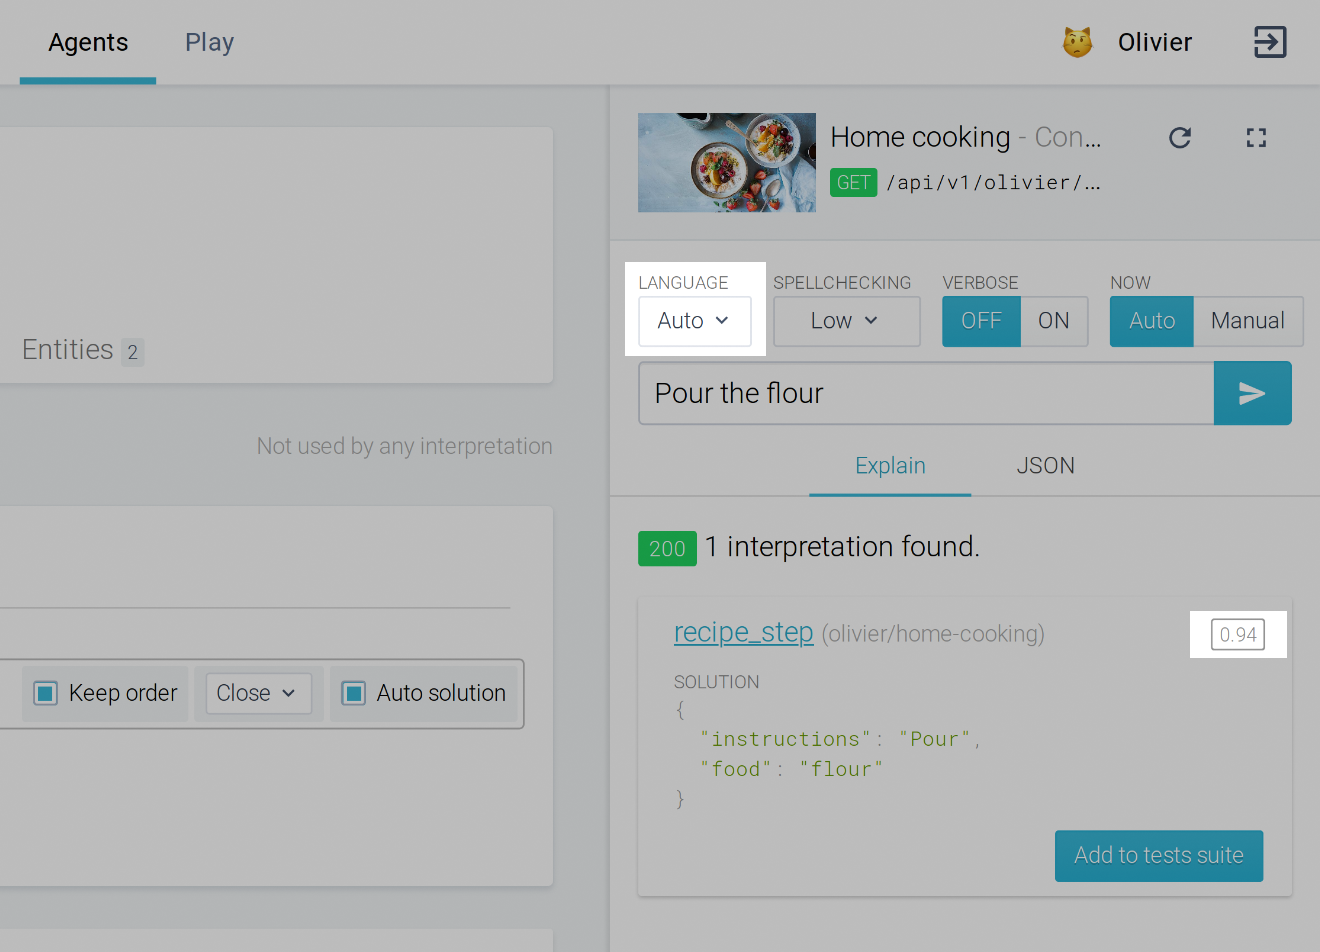 Agents
Play
Olivier
Entities 2
Not used by any interpretation
Keep order
Close
Auto solution
Home cooking - Con...
GET /api/v1/olivier/...
LANGUAGE SPELLCHECKING VERBOSE NOW
Auto Low OFF ON Auto Manual
Pour the flour
Explain JSON
200 1 interpretation found.
recipe_step (olivier/home-cooking) 0.94
SOLUTION
{
"instructions": "Pour",
"food": "flour"
}
Add to tests suite